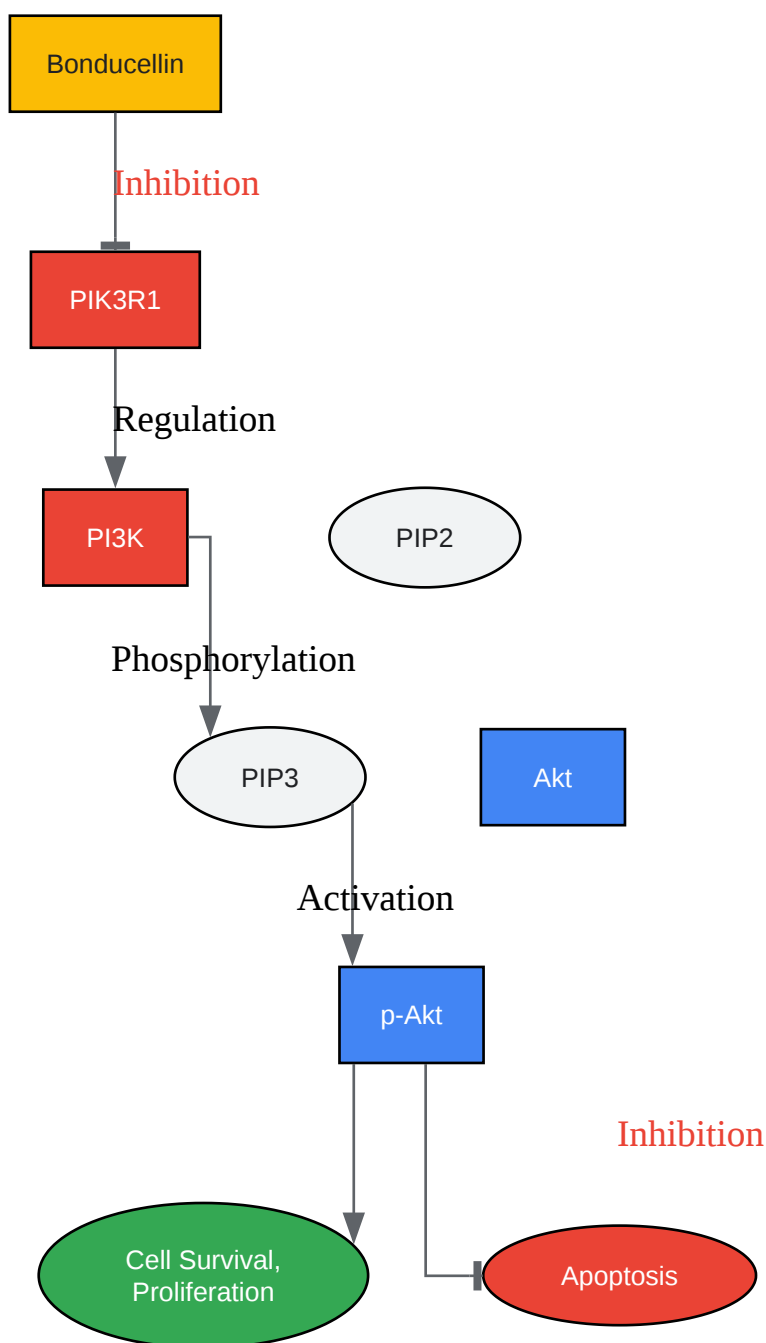 Bonducellin
Inhibition
PIK3R1
Regulation
PI3K
PIP2
Phosphorylation
PIP3
Akt
Activation
p-Akt
Inhibition
Cell Survival,
Proliferation
Apoptosis